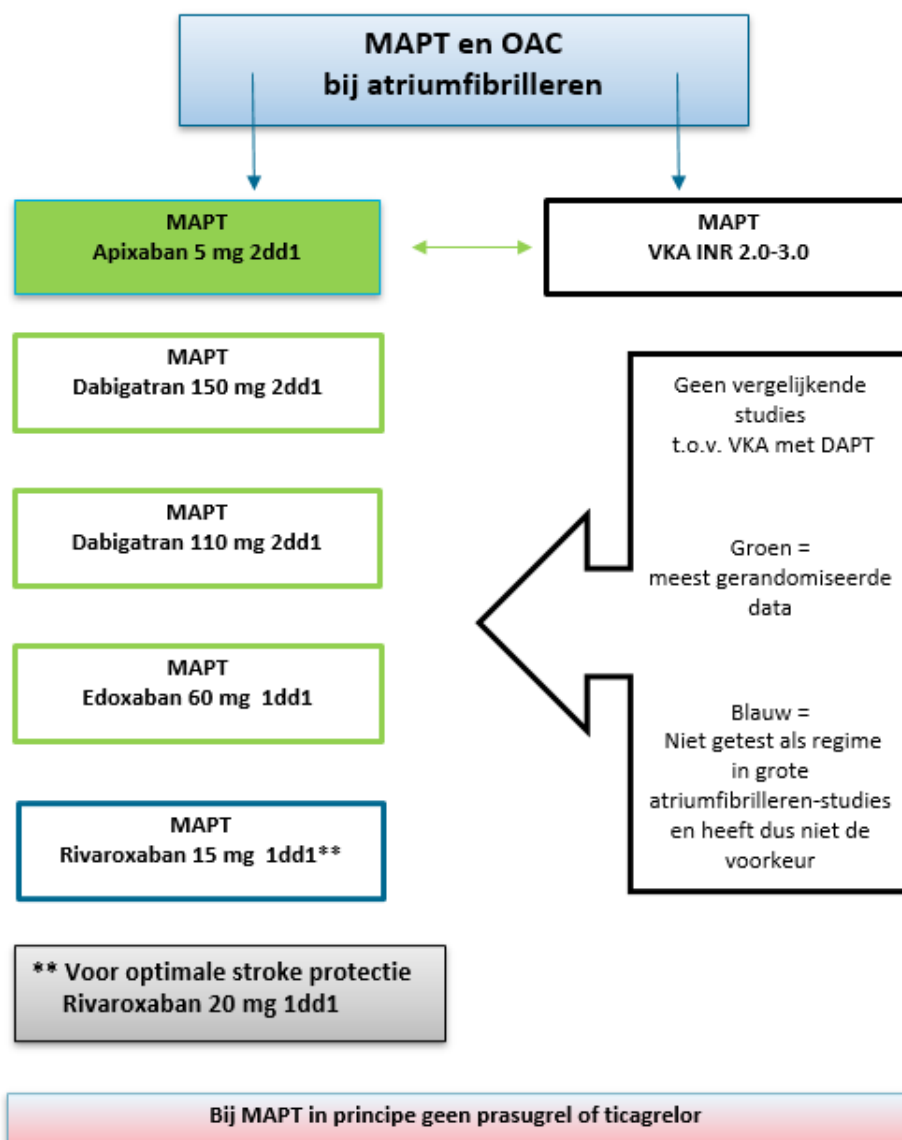 MAPT en OAC
bij atriumfibrilleren
MAPT
Apixaban 5 mg 2dd1
MAPT
VKA INR 2.0-3.0
MAPT
Dabigatran 150 mg 2dd1
MAPT
Dabigatran 110 mg 2dd1
MAPT
Edoxaban 60 mg 1dd1
MAPT
Rivaroxaban 15 mg 1dd1**
Geen vergelijkende
studies
t.o.v. VKA met DAPT
Groen =
meest gerandomiseerde
data
Blauw =
Niet getest als regime
in grote
atriumfibrilleren-studies
en heeft dus niet de
voorkeur
** Voor optimale stroke protectie
Rivaroxaban 20 mg 1dd1
Bij MAPT in principe geen prasugrel of ticagrelor